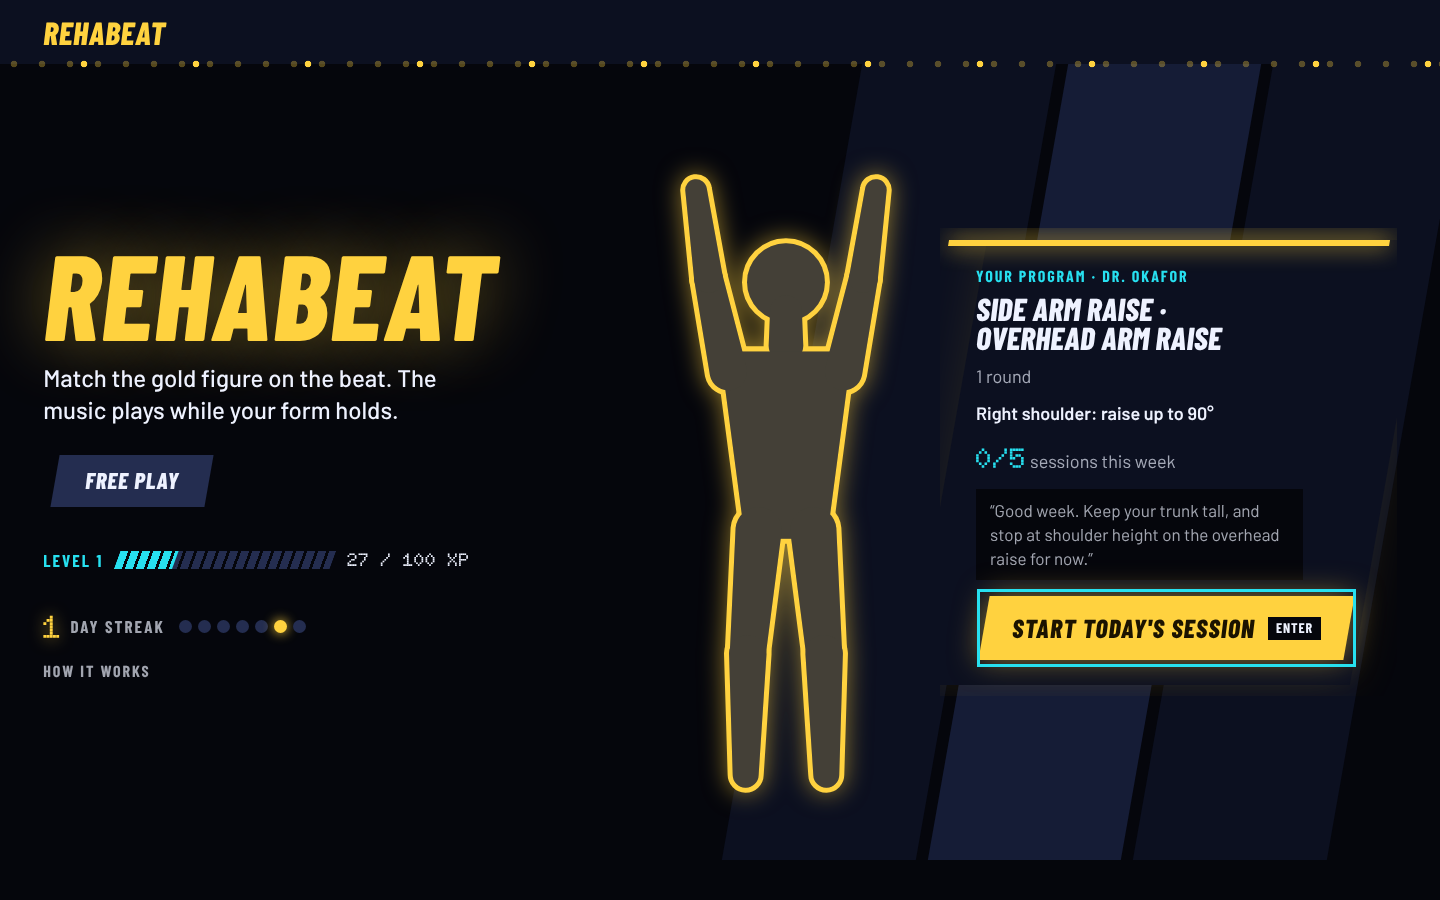 REHABEAT
REHABEAT
Match the gold figure on the beat. The
music plays while your form holds.
FREE PLAY
LEVEL 1 27 / 100 XP
1 DAY STREAK
HOW IT WORKS
YOUR PROGRAM · DR. OKAFOR
SIDE ARM RAISE ·
OVERHEAD ARM RAISE
1 round
Right shoulder: raise up to 90°
0/5 sessions this week
“Good week. Keep your trunk tall, and
stop at shoulder height on the overhead
raise for now.”
START TODAY'S SESSION ENTER